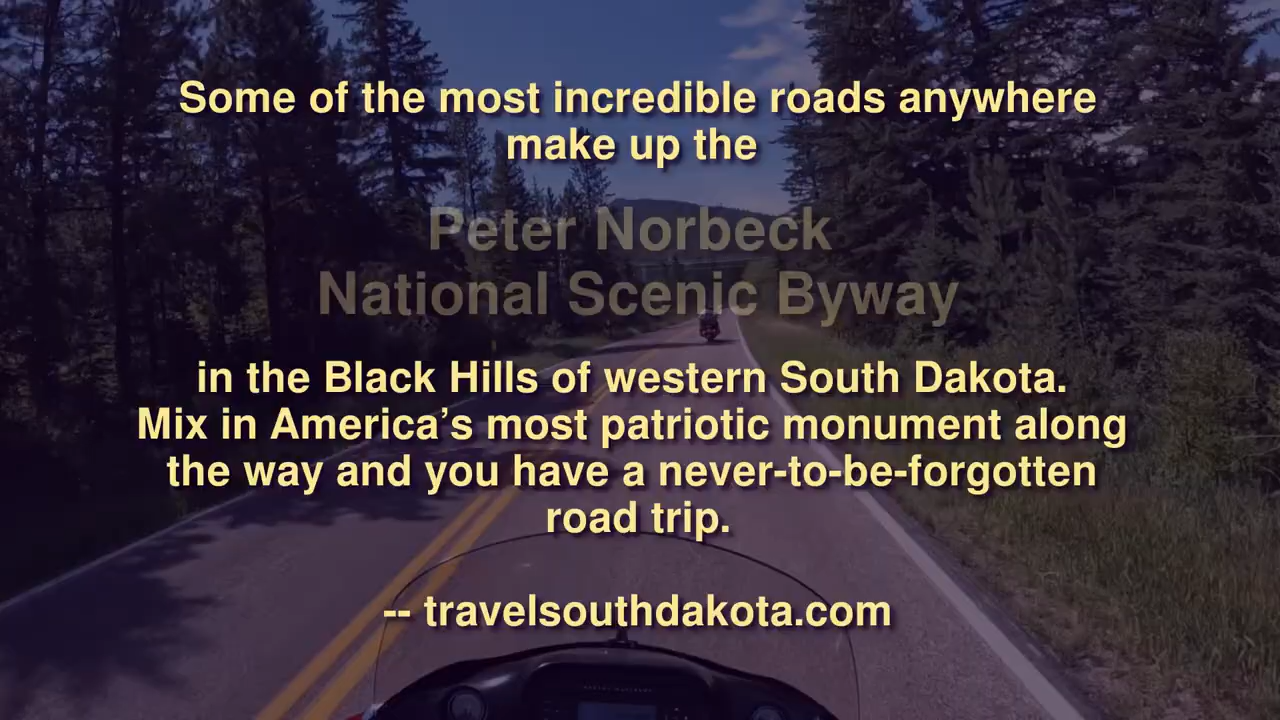 Some of the most incredible roads anywhere
make up the
Peter Norbeck
National Scenic Byway
in the Black Hills of western South Dakota.
Mix in America’s most patriotic monument along
the way and you have a never-to-be-forgotten
road trip.
-- travelsouthdakota.com